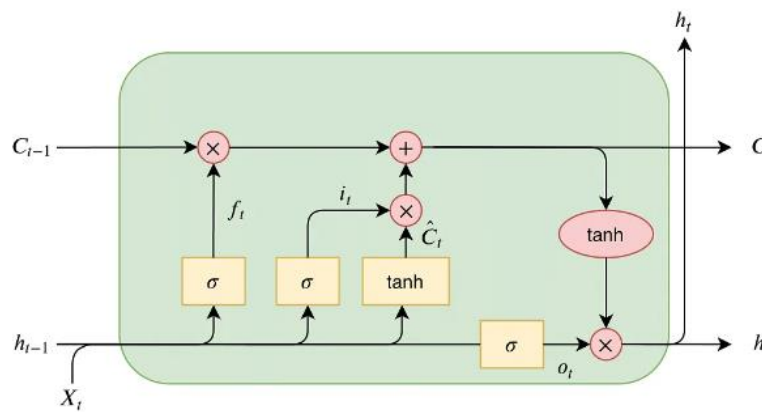 h_t
C_{t-1} × + C
i_t
×
f_t Ĉ_t tanh
σ σ tanh
h_{t-1} σ × h
o_t
X_t